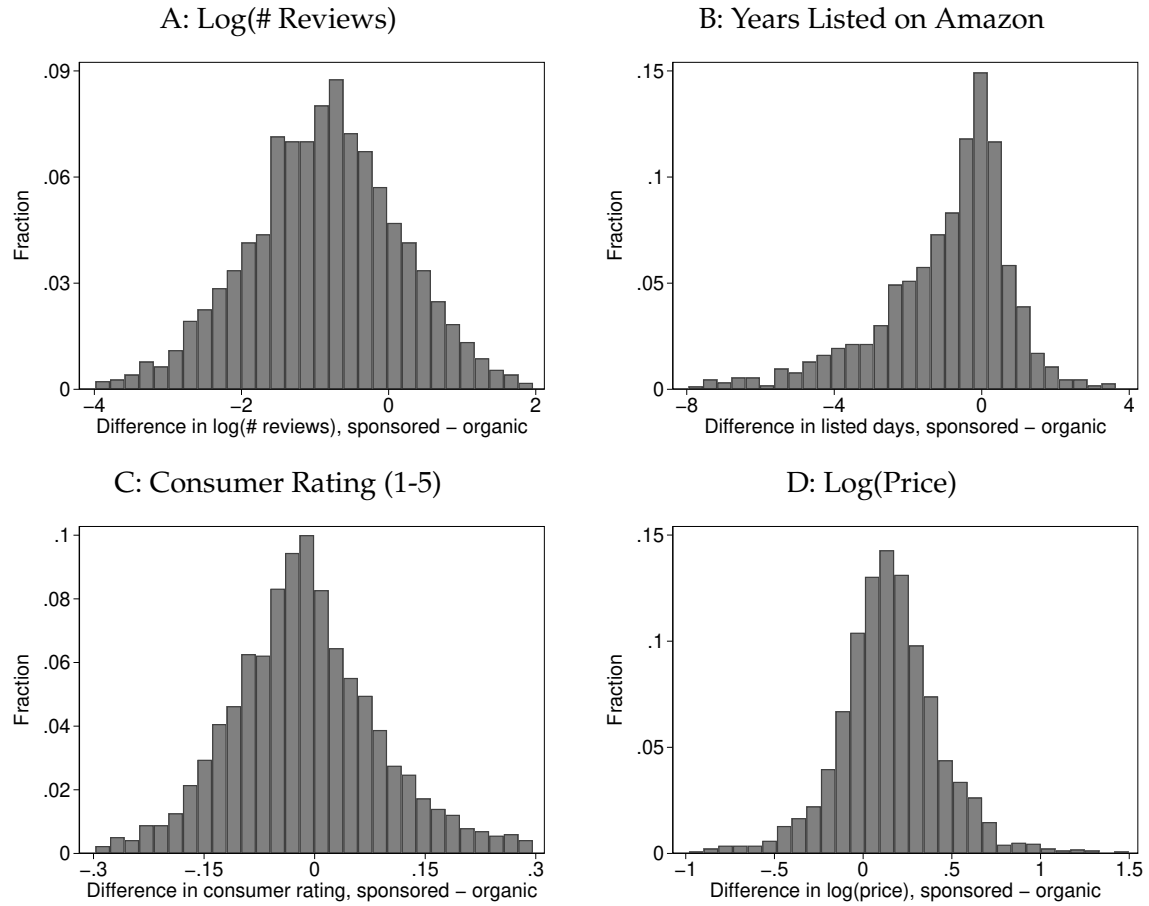 A: Log(# Reviews)
.09
.06
.03
0
Fraction
−4 −2 0 2
Difference in log(# reviews), sponsored − organic
B: Years Listed on Amazon
.15
.1
.05
0
Fraction
−8 −4 0 4
Difference in listed days, sponsored − organic
C: Consumer Rating (1-5)
.1
.08
.06
.04
.02
0
Fraction
−.3 −.15 0 .15 .3
Difference in consumer rating, sponsored − organic
D: Log(Price)
.15
.1
.05
0
Fraction
−1 −.5 0 .5 1 1.5
Difference in log(price), sponsored − organic